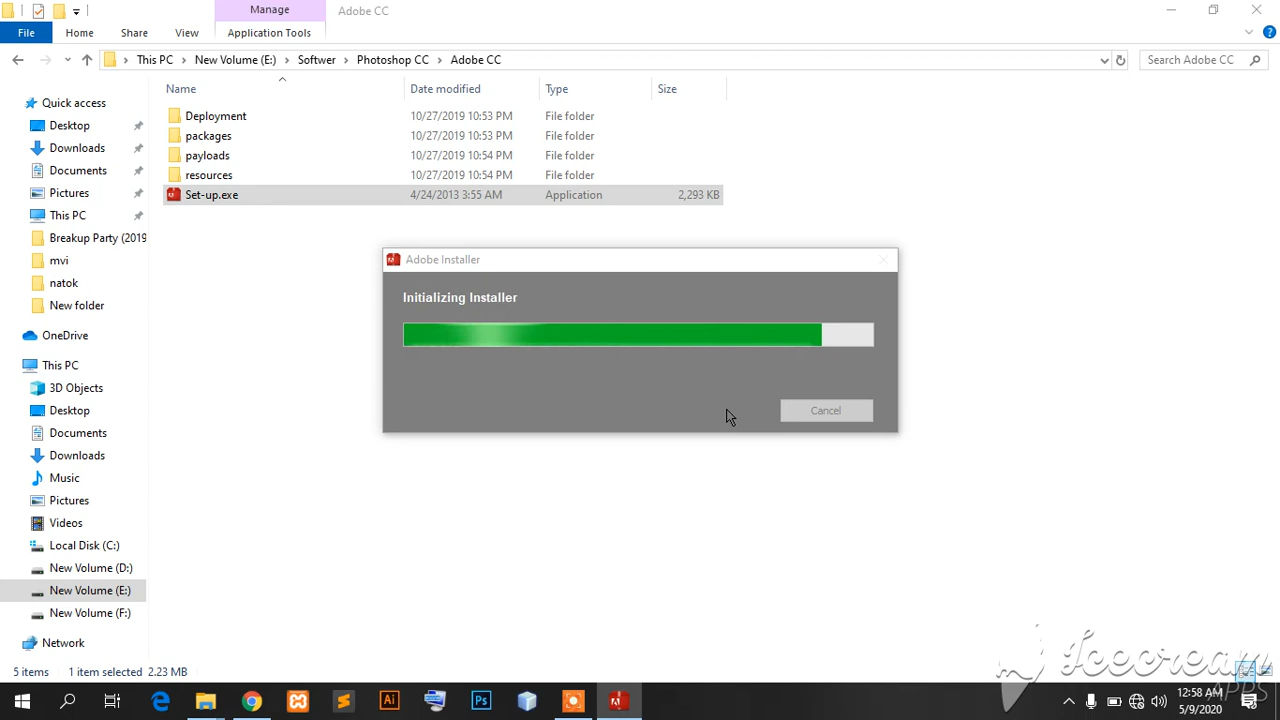 Manage
Adobe CC
File
Home
Share
View
Application Tools
This PC
New Volume (E:)
Softwer
Photoshop CC
Adobe CC
Search Adobe CC
Name
Date modified
Type
Size
Deployment
10/27/2019 10:53 PM
File folder
packages
10/27/2019 10:53 PM
File folder
payloads
10/27/2019 10:54 PM
File folder
resources
10/27/2019 10:54 PM
File folder
Set-up.exe
4/24/2013 3:55 AM
Application
2,293 KB
Quick access
Desktop
Downloads
Documents
Pictures
This PC
Breakup Party (2019
mvi
natok
New folder
OneDrive
This PC
3D Objects
Desktop
Documents
Downloads
Music
Pictures
Videos
Local Disk (C:)
New Volume (D:)
New Volume (E:)
New Volume (F:)
Network
Adobe Installer
Initializing Installer
Cancel
5 items
1 item selected
2.23 MB
Icecream
APPS
Ai
Ps
12:58 AM
5/9/2020